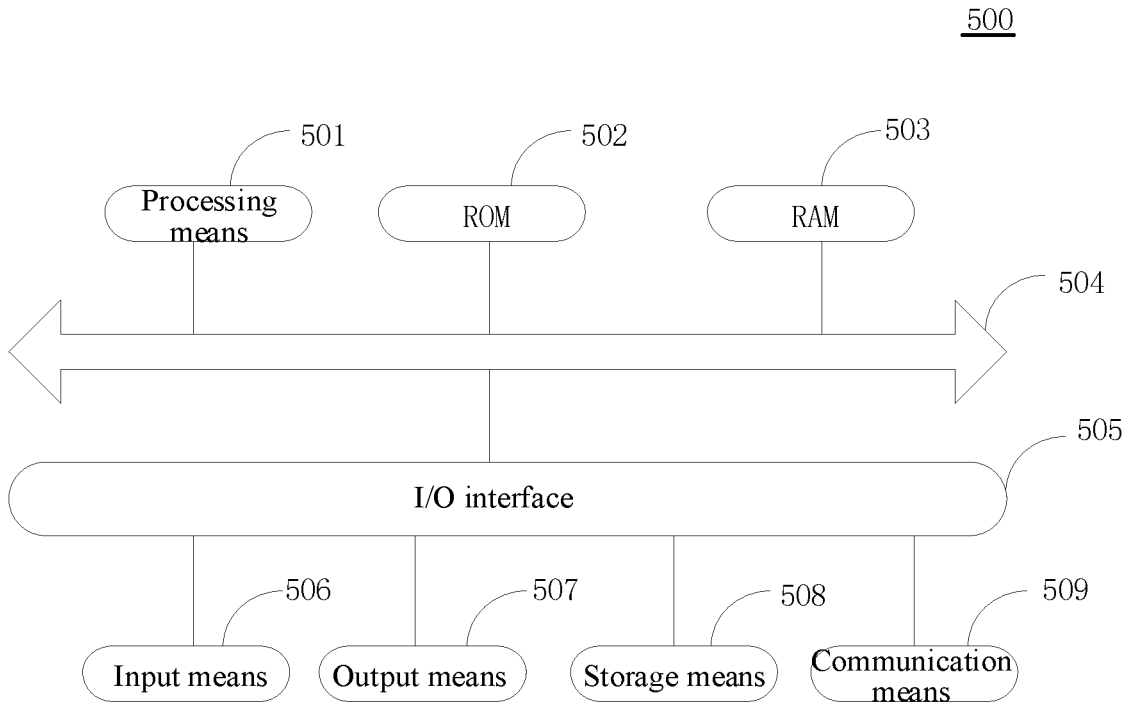 500
501
502
503
Processing
means
ROM
RAM
504
505
I/O interface
506
507
508
509
Input means
Output means
Storage means
Communication
means